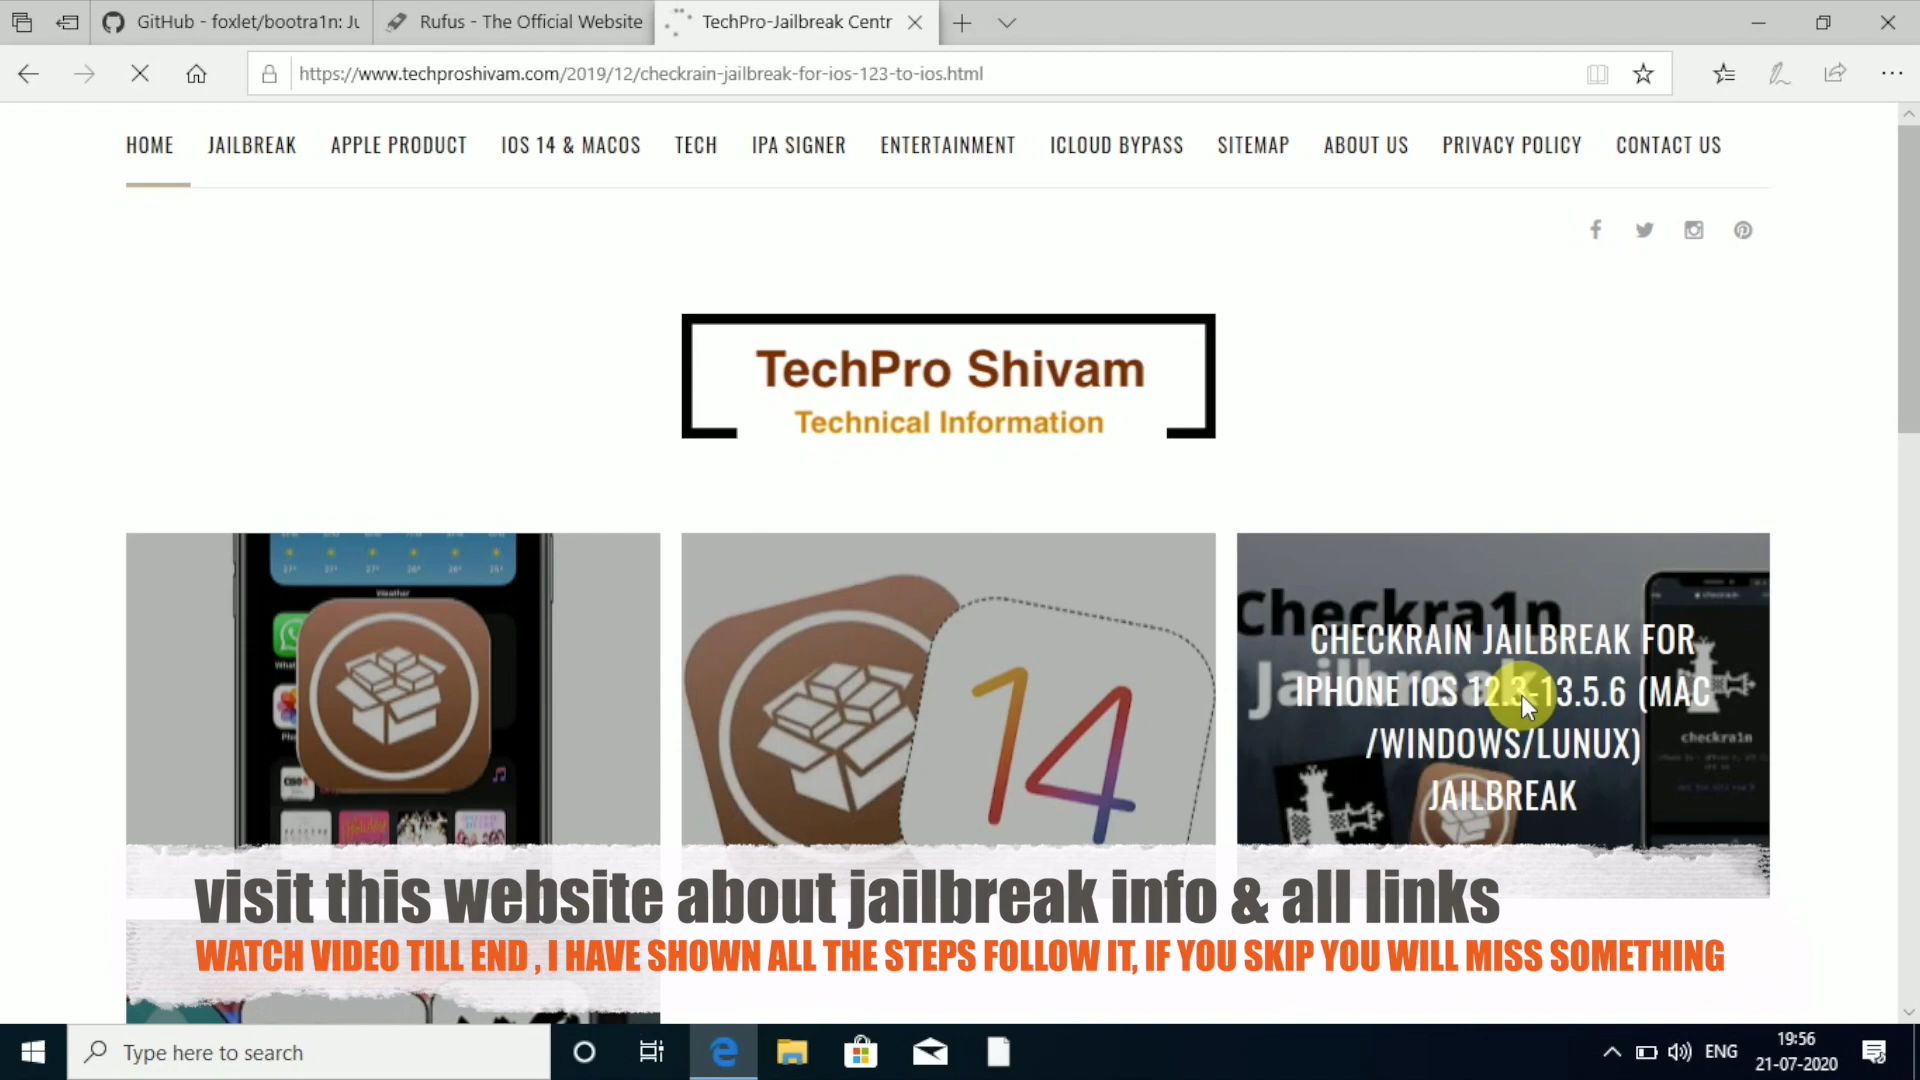 GitHub - foxlet/bootra1n: Ju
Rufus - The Official Website
TechPro-Jailbreak Centr
https://www.techproshivam.com/2019/12/checkrain-jailbreak-for-ios-123-to-ios.html
HOME JAILBREAK APPLE PRODUCT IOS 14 & MACOS TECH IPA SIGNER ENTERTAINMENT ICLOUD BYPASS SITEMAP ABOUT US PRIVACY POLICY CONTACT US
TechPro Shivam
Technical Information
Weather
14
Checkra1n
Jailbreak
checkra1n
CHECKRAIN JAILBREAK FOR
IPHONE IOS 12.3-13.5.6 (MAC
/WINDOWS/LUNUX)
JAILBREAK
visit this website about jailbreak info & all links
WATCH VIDEO TILL END , I HAVE SHOWN ALL THE STEPS FOLLOW IT, IF YOU SKIP YOU WILL MISS SOMETHING
Type here to search
ENG
19:56
21-07-2020